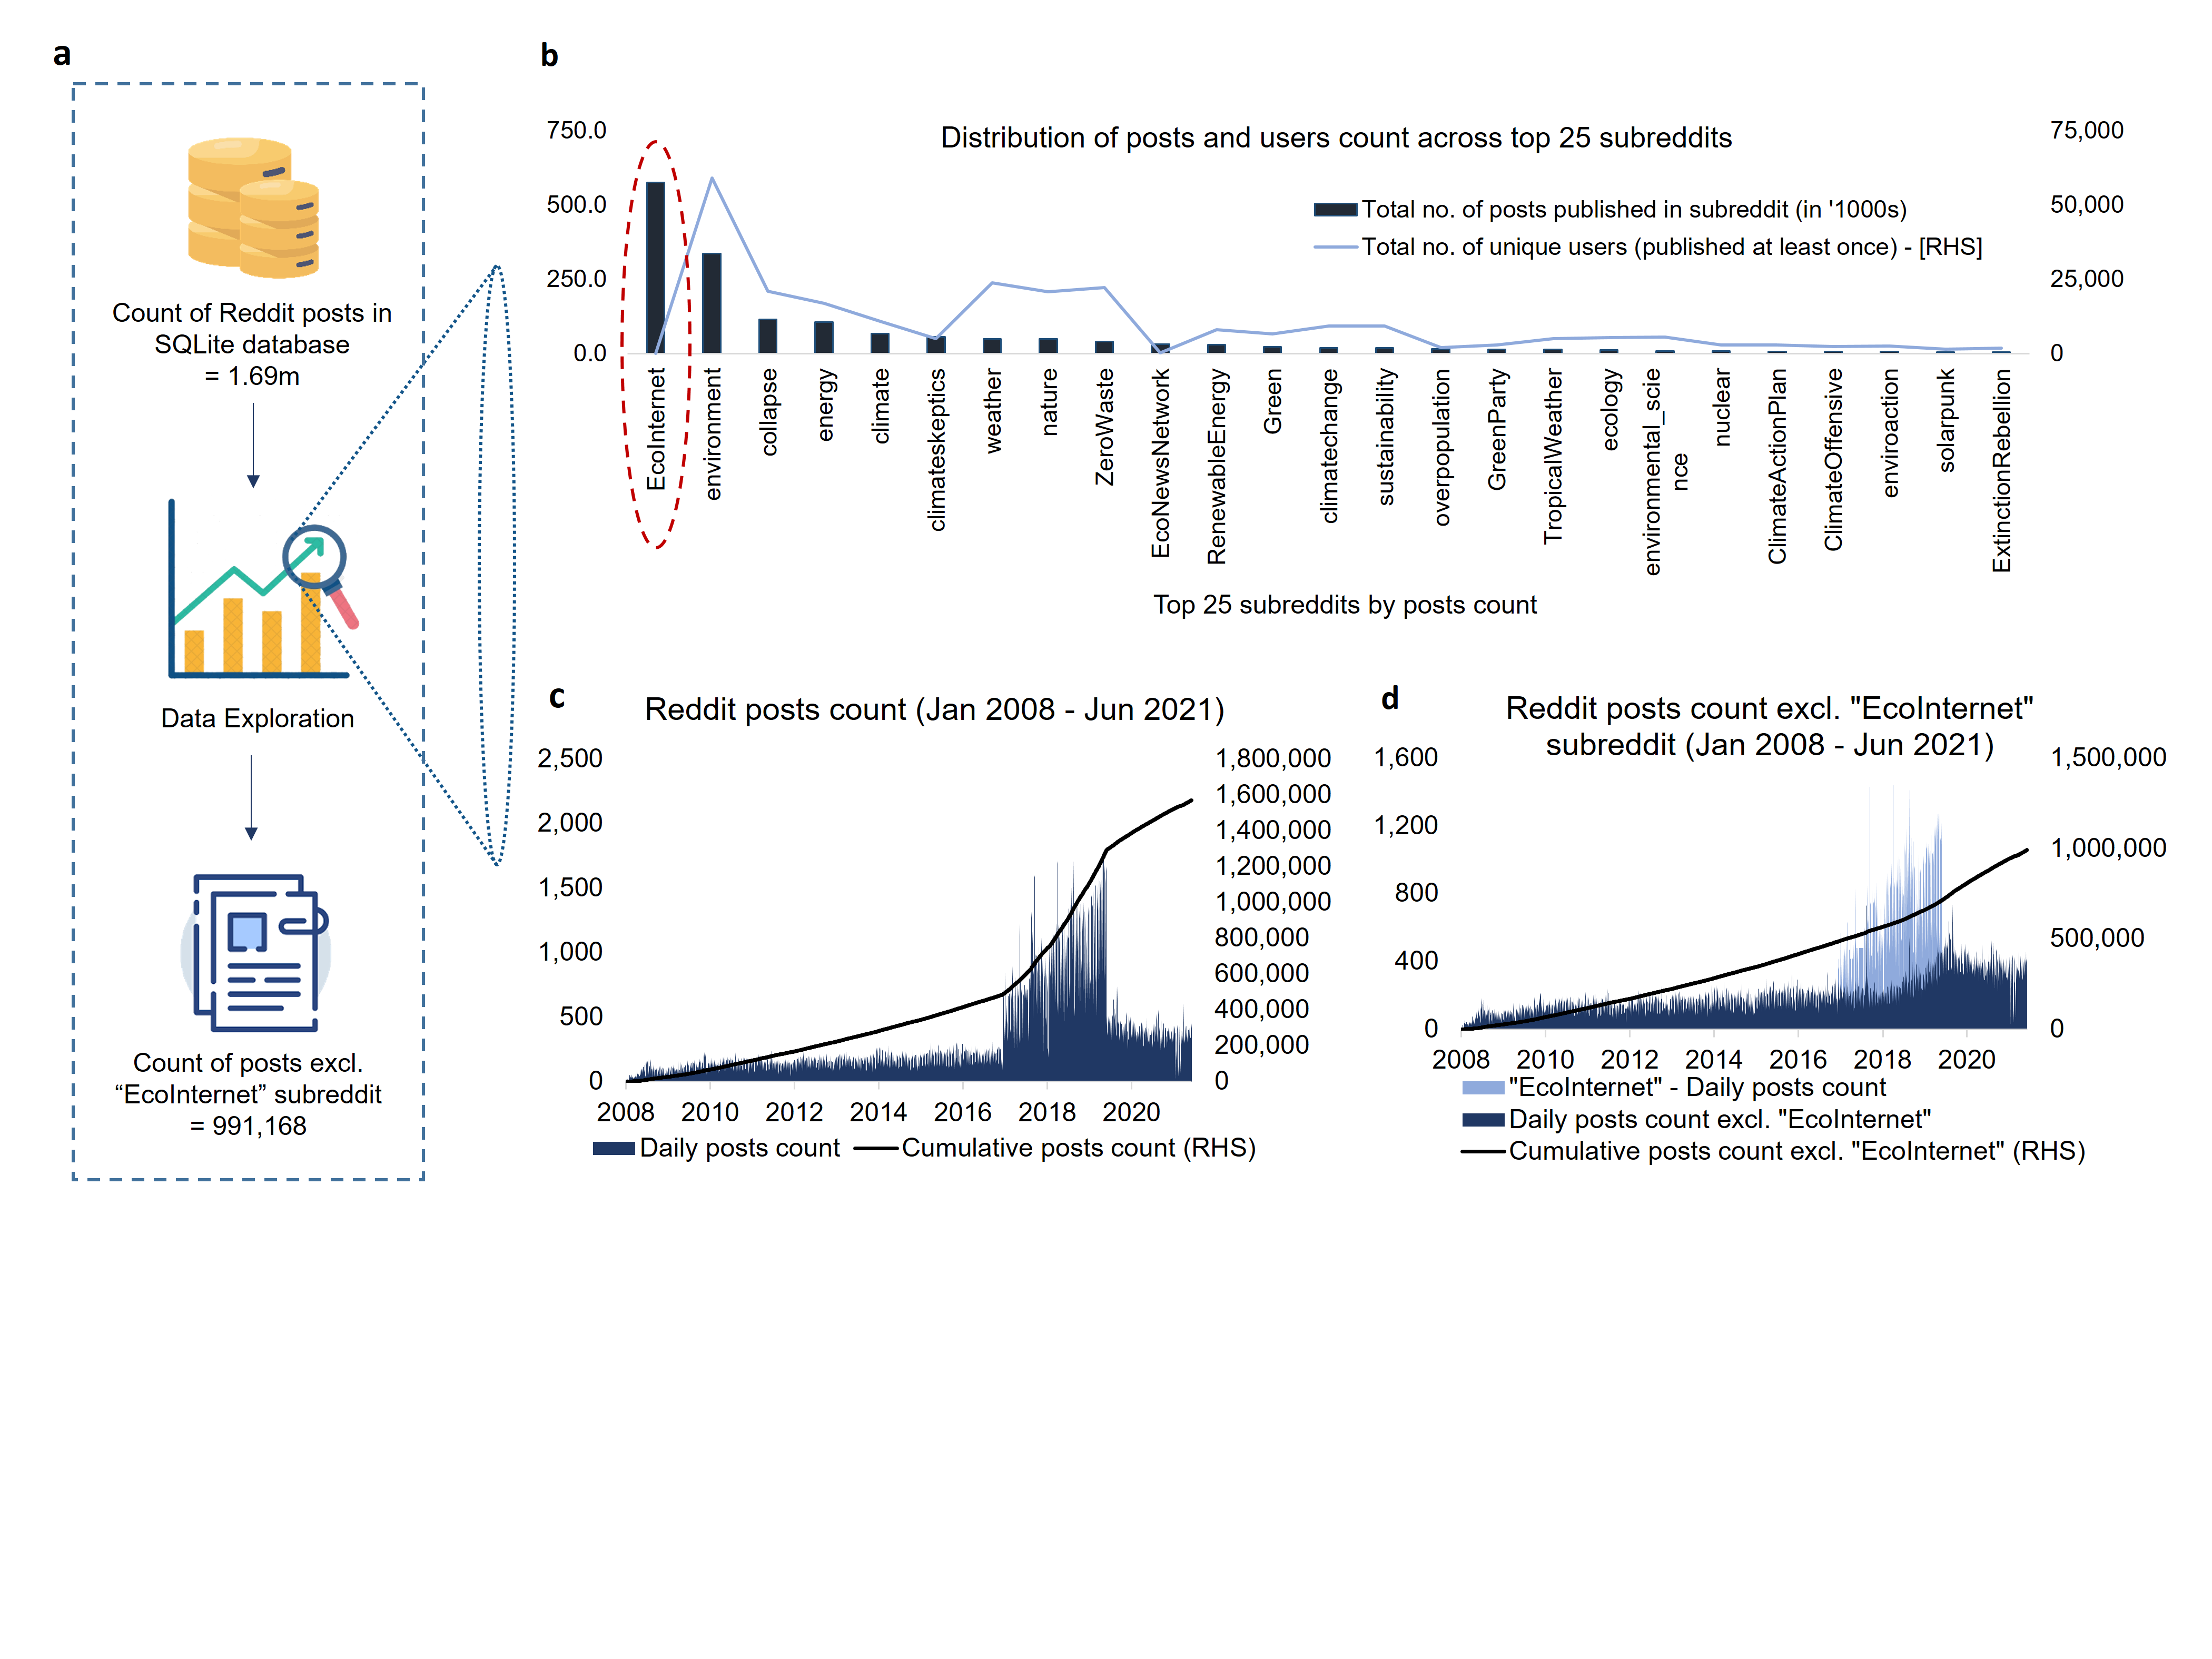 a
Count of Reddit posts in
SQLite database
= 1.69m
Data Exploration
Count of posts excl.
“EcoInternet” subreddit
= 991,168
b
Distribution of posts and users count across top 25 subreddits
750.0
500.0
250.0
0.0
75,000
50,000
25,000
0
Total no. of posts published in subreddit (in '1000s)
Total no. of unique users (published at least once) - [RHS]
EcoInternet
environment
collapse
energy
climate
climateskeptics
weather
nature
ZeroWaste
EcoNewsNetwork
RenewableEnergy
Green
climatechange
sustainability
overpopulation
GreenParty
TropicalWeather
ecology
environmental_scie
nce
nuclear
ClimateActionPlan
ClimateOffensive
enviroaction
solarpunk
ExtinctionRebellion
Top 25 subreddits by posts count
c
Reddit posts count (Jan 2008 - Jun 2021)
2,500
2,000
1,500
1,000
500
0
1,800,000
1,600,000
1,400,000
1,200,000
1,000,000
800,000
600,000
400,000
200,000
0
2008 2010 2012 2014 2016 2018 2020
Daily posts count Cumulative posts count (RHS)
d
Reddit posts count excl. "EcoInternet"
subreddit (Jan 2008 - Jun 2021)
1,600
1,200
800
400
0
1,500,000
1,000,000
500,000
0
2008 2010 2012 2014 2016 2018 2020
"EcoInternet" - Daily posts count
Daily posts count excl. "EcoInternet"
Cumulative posts count excl. "EcoInternet" (RHS)